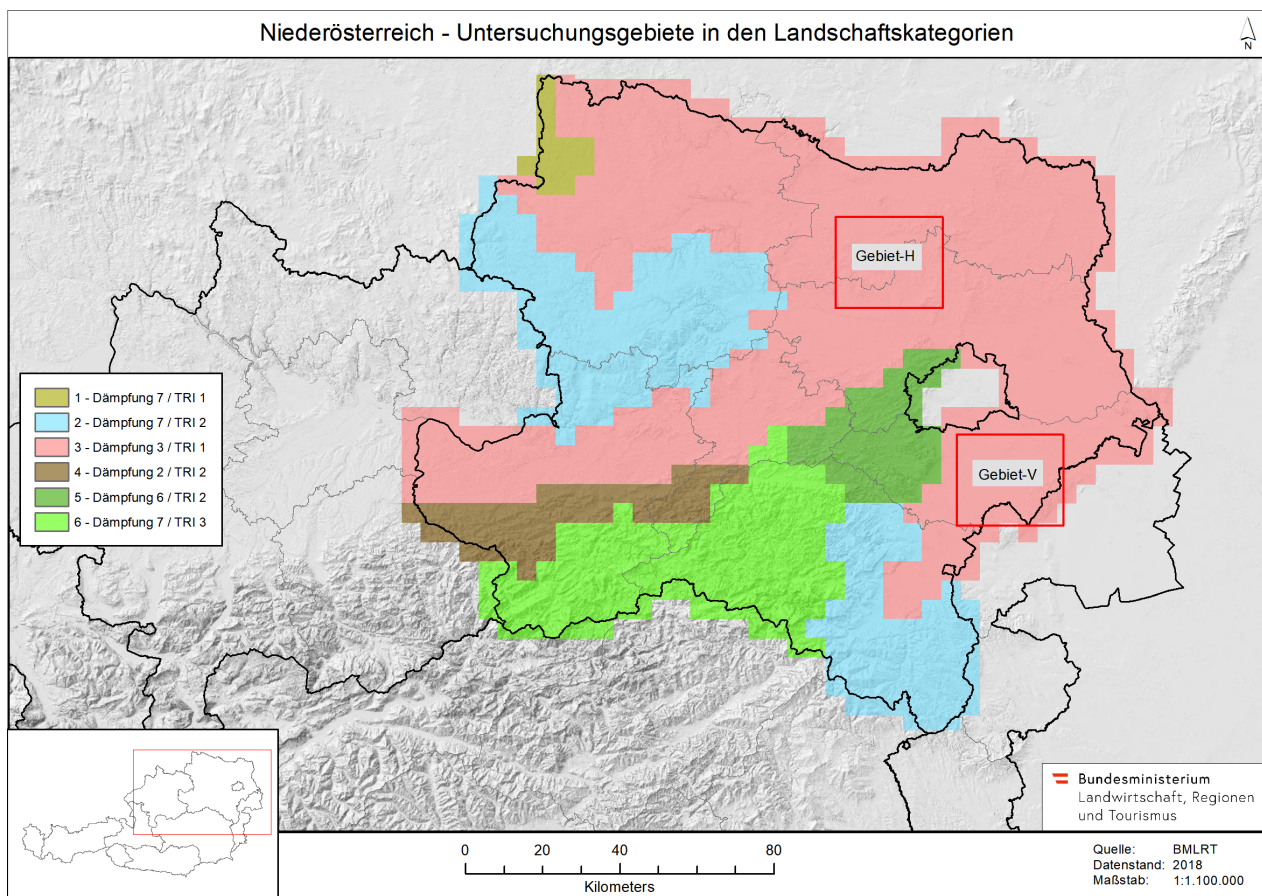 Niederösterreich - Untersuchungsgebiete in den Landschaftskategorien
N
Gebiet-H
1 - Dämpfung 7 / TRI 1
2 - Dämpfung 7 / TRI 2
3 - Dämpfung 3 / TRI 1
4 - Dämpfung 2 / TRI 2
5 - Dämpfung 6 / TRI 2
6 - Dämpfung 7 / TRI 3
Gebiet-V
Bundesministerium
Landwirtschaft, Regionen
und Tourismus
0 20 40 80
Kilometers
Quelle: BMLRT
Datenstand: 2018
Maßstab: 1:1.100.000